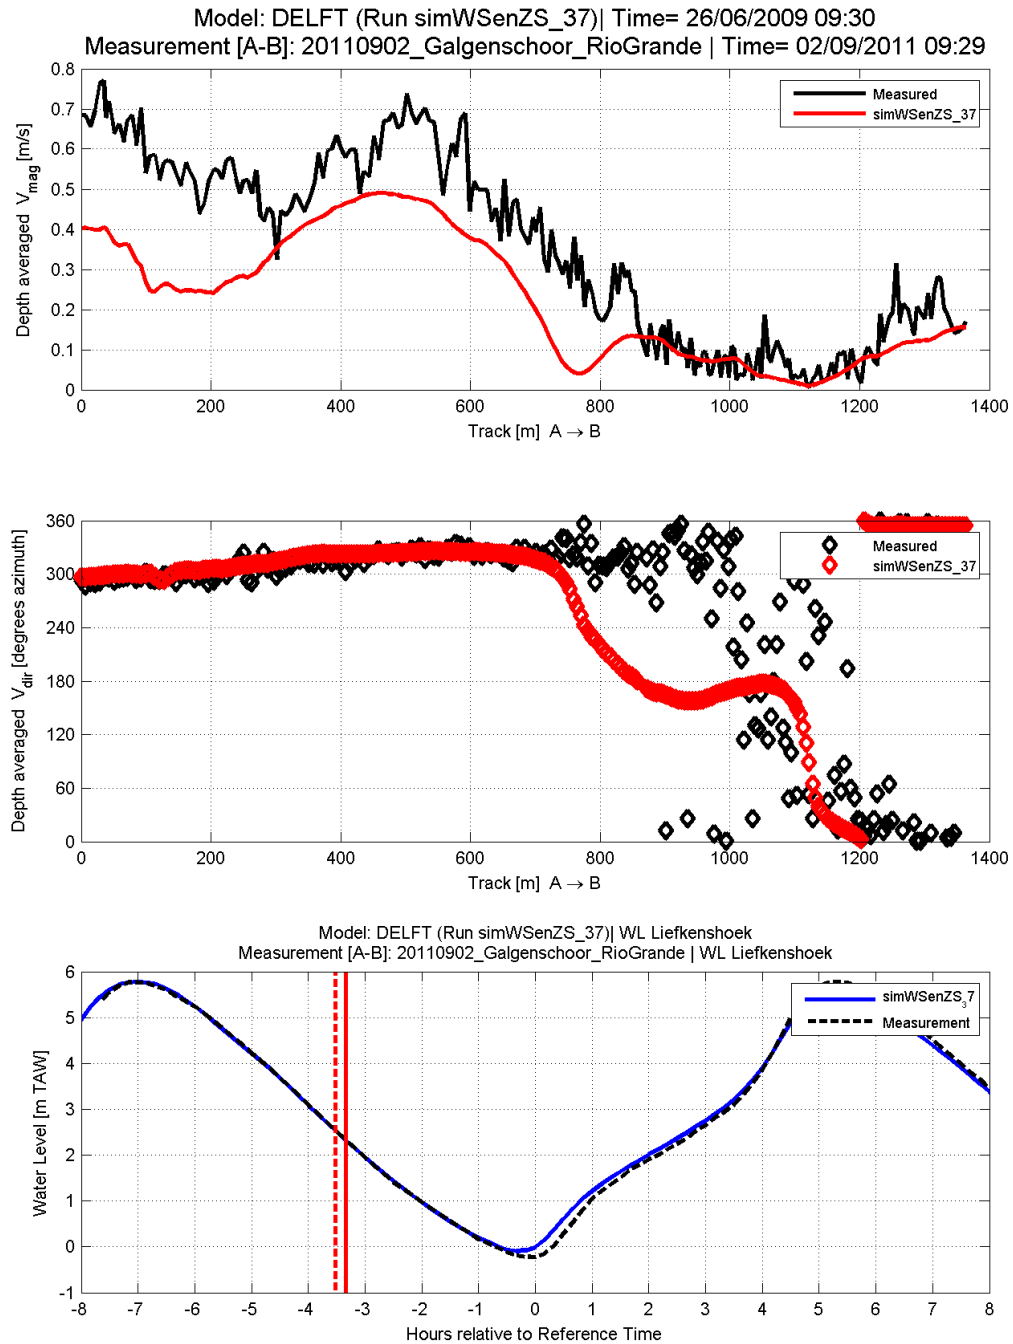 Model: DELFT (Run simWSenZS_37)| Time= 26/06/2009 09:30
Measurement [A-B]: 20110902_Galgenschoor_RioGrande | Time= 02/09/2011 09:29
Depth averaged Vmag [m/s]
0.8
0.7
0.6
0.5
0.4
0.3
0.2
0.1
0
Measured
simWSenZS_37
0 200 400 600 800 1000 1200 1400
Track [m] A → B
Depth averaged Vdir [degrees azimuth]
360
300
240
180
120
60
0
Measured
simWSenZS_37
0 200 400 600 800 1000 1200 1400
Track [m] A → B
Model: DELFT (Run simWSenZS_37)| WL Liefkenshoek
Measurement [A-B]: 20110902_Galgenschoor_RioGrande | WL Liefkenshoek
Water Level [m TAW]
6
5
4
3
2
1
0
-1
simWSenZS₃7
Measurement
-8 -7 -6 -5 -4 -3 -2 -1 0 1 2 3 4 5 6 7 8
Hours relative to Reference Time